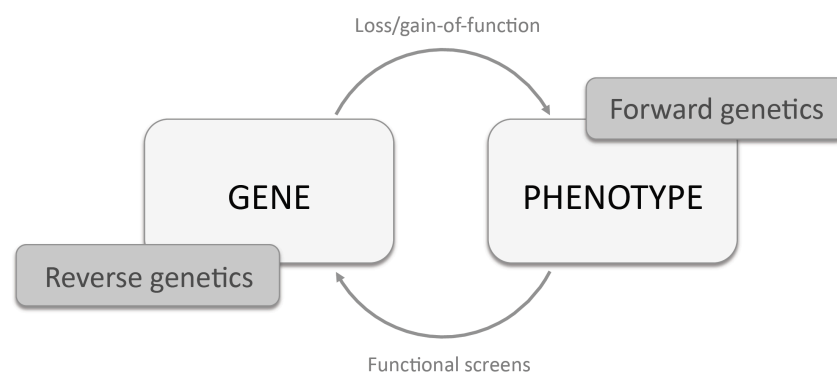 Loss/gain-of-function
Forward genetics
GENE
PHENOTYPE
Reverse genetics
Functional screens